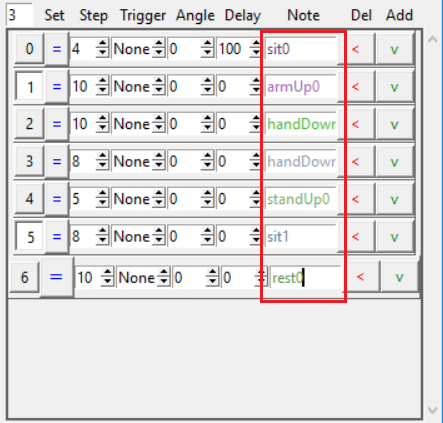 3 Set Step Trigger Angle Delay Note Del Add
0 = 4 None 0 100 sit0 < v
1 = 10 None 0 0 armUp0 < v
2 = 10 None 0 0 handDown < v
3 = 8 None 0 0 handDown < v
4 = 5 None 0 0 standUp0 < v
5 = 8 None 0 0 sit1 < v
6 = 10 None 0 0 rest0 < v